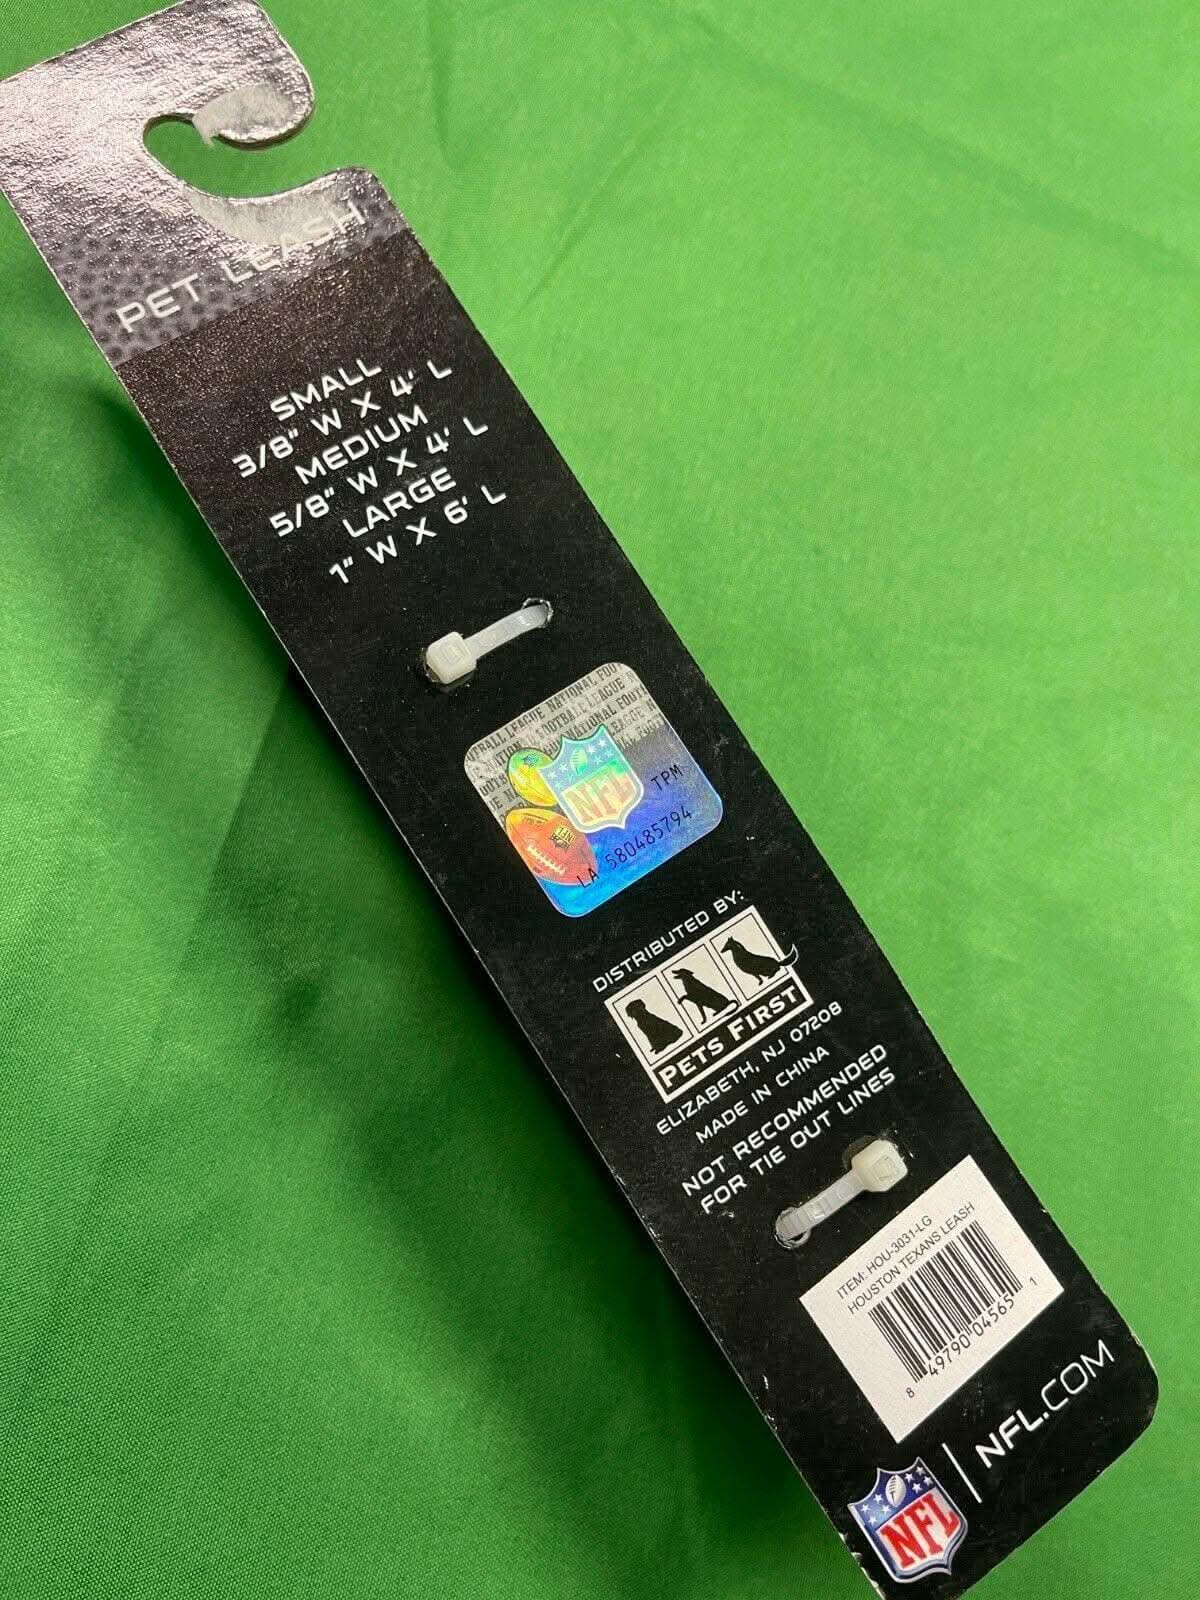 PET LEASH
SMALL
3/8" W X 4' L
MEDIUM
5/8" W X 4' L
LARGE
1" W X 6' L
NFL
TPM
LA 580485794
DISTRIBUTED BY:
PETS FIRST
ELIZABETH, NJ 07208
MADE IN CHINA
NOT RECOMMENDED
FOR TIE OUT LINES
ITEM: HOU-3031-LG
HOUSTON TEXANS LEASH
8 49790 04565 1
NFL | NFL.COM